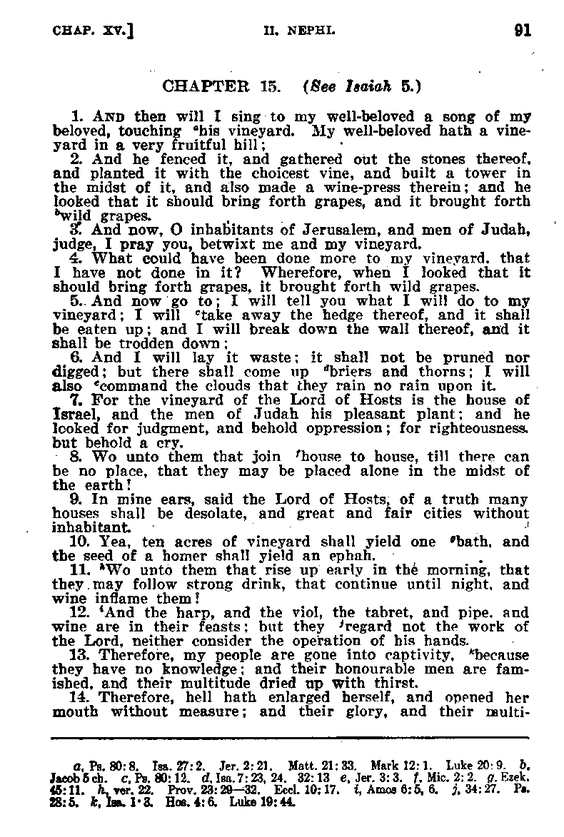 CHAP. XV.] II. NEPHI. 91
CHAPTER 15. (See Isaiah 5.)
1. AND then will I sing to my well-beloved a song of my
beloved, touching ᵃhis vineyard. My well-beloved hath a vine-
yard in a very fruitful hill;
2. And he fenced it, and gathered out the stones thereof,
and planted it with the choicest vine, and built a tower in
the midst of it, and also made a wine-press therein; and he
looked that it should bring forth grapes, and it brought forth
ᵇwild grapes.
3. And now, O inhabitants of Jerusalem, and men of Judah,
judge, I pray you, betwixt me and my vineyard.
4. What could have been done more to my vineyard, that
I have not done in it? Wherefore, when I looked that it
should bring forth grapes, it brought forth wild grapes.
5. And now go to; I will tell you what I will do to my
vineyard; I will ᶜtake away the hedge thereof, and it shall
be eaten up; and I will break down the wall thereof, and it
shall be trodden down;
6. And I will lay it waste; it shall not be pruned nor
digged; but there shall come up ᵈbriers and thorns; I will
also ᵉcommand the clouds that they rain no rain upon it.
7. For the vineyard of the Lord of Hosts is the house of
Israel, and the men of Judah his pleasant plant; and he
looked for judgment, and behold oppression; for righteousness,
but behold a cry.
8. Wo unto them that join ᶠhouse to house, till there can
be no place, that they may be placed alone in the midst of
the earth!
9. In mine ears, said the Lord of Hosts, of a truth many
houses shall be desolate, and great and fair cities without
inhabitant.
10. Yea, ten acres of vineyard shall yield one ᵍbath, and
the seed of a homer shall yield an ephah.
11. ʰWo unto them that rise up early in the morning, that
they may follow strong drink, that continue until night, and
wine inflame them!
12. ⁱAnd the harp, and the viol, the tabret, and pipe, and
wine are in their feasts; but they ʲregard not the work of
the Lord, neither consider the operation of his hands.
13. Therefore, my people are gone into captivity, ᵏbecause
they have no knowledge; and their honourable men are fam-
ished, and their multitude dried up with thirst.
14. Therefore, hell hath enlarged herself, and opened her
mouth without measure; and their glory, and their multi-
a, Ps. 80:8. Isa. 27:2. Jer. 2:21. Matt. 21:33. Mark 12:1. Luke 20:9. b,
Jacob 5 ch. c, Ps. 80:12. d, Isa. 7:23, 24. 32:13 e, Jer. 3:3. f, Mic. 2:2. g, Ezek.
45:11. h, ver. 22. Prov. 23:29—32. Eccl. 10:17. i, Amos 6:5, 6. j, 34:27. Ps.
28:5. k, Isa. 1:3. Hos. 4:6. Luke 19:44.